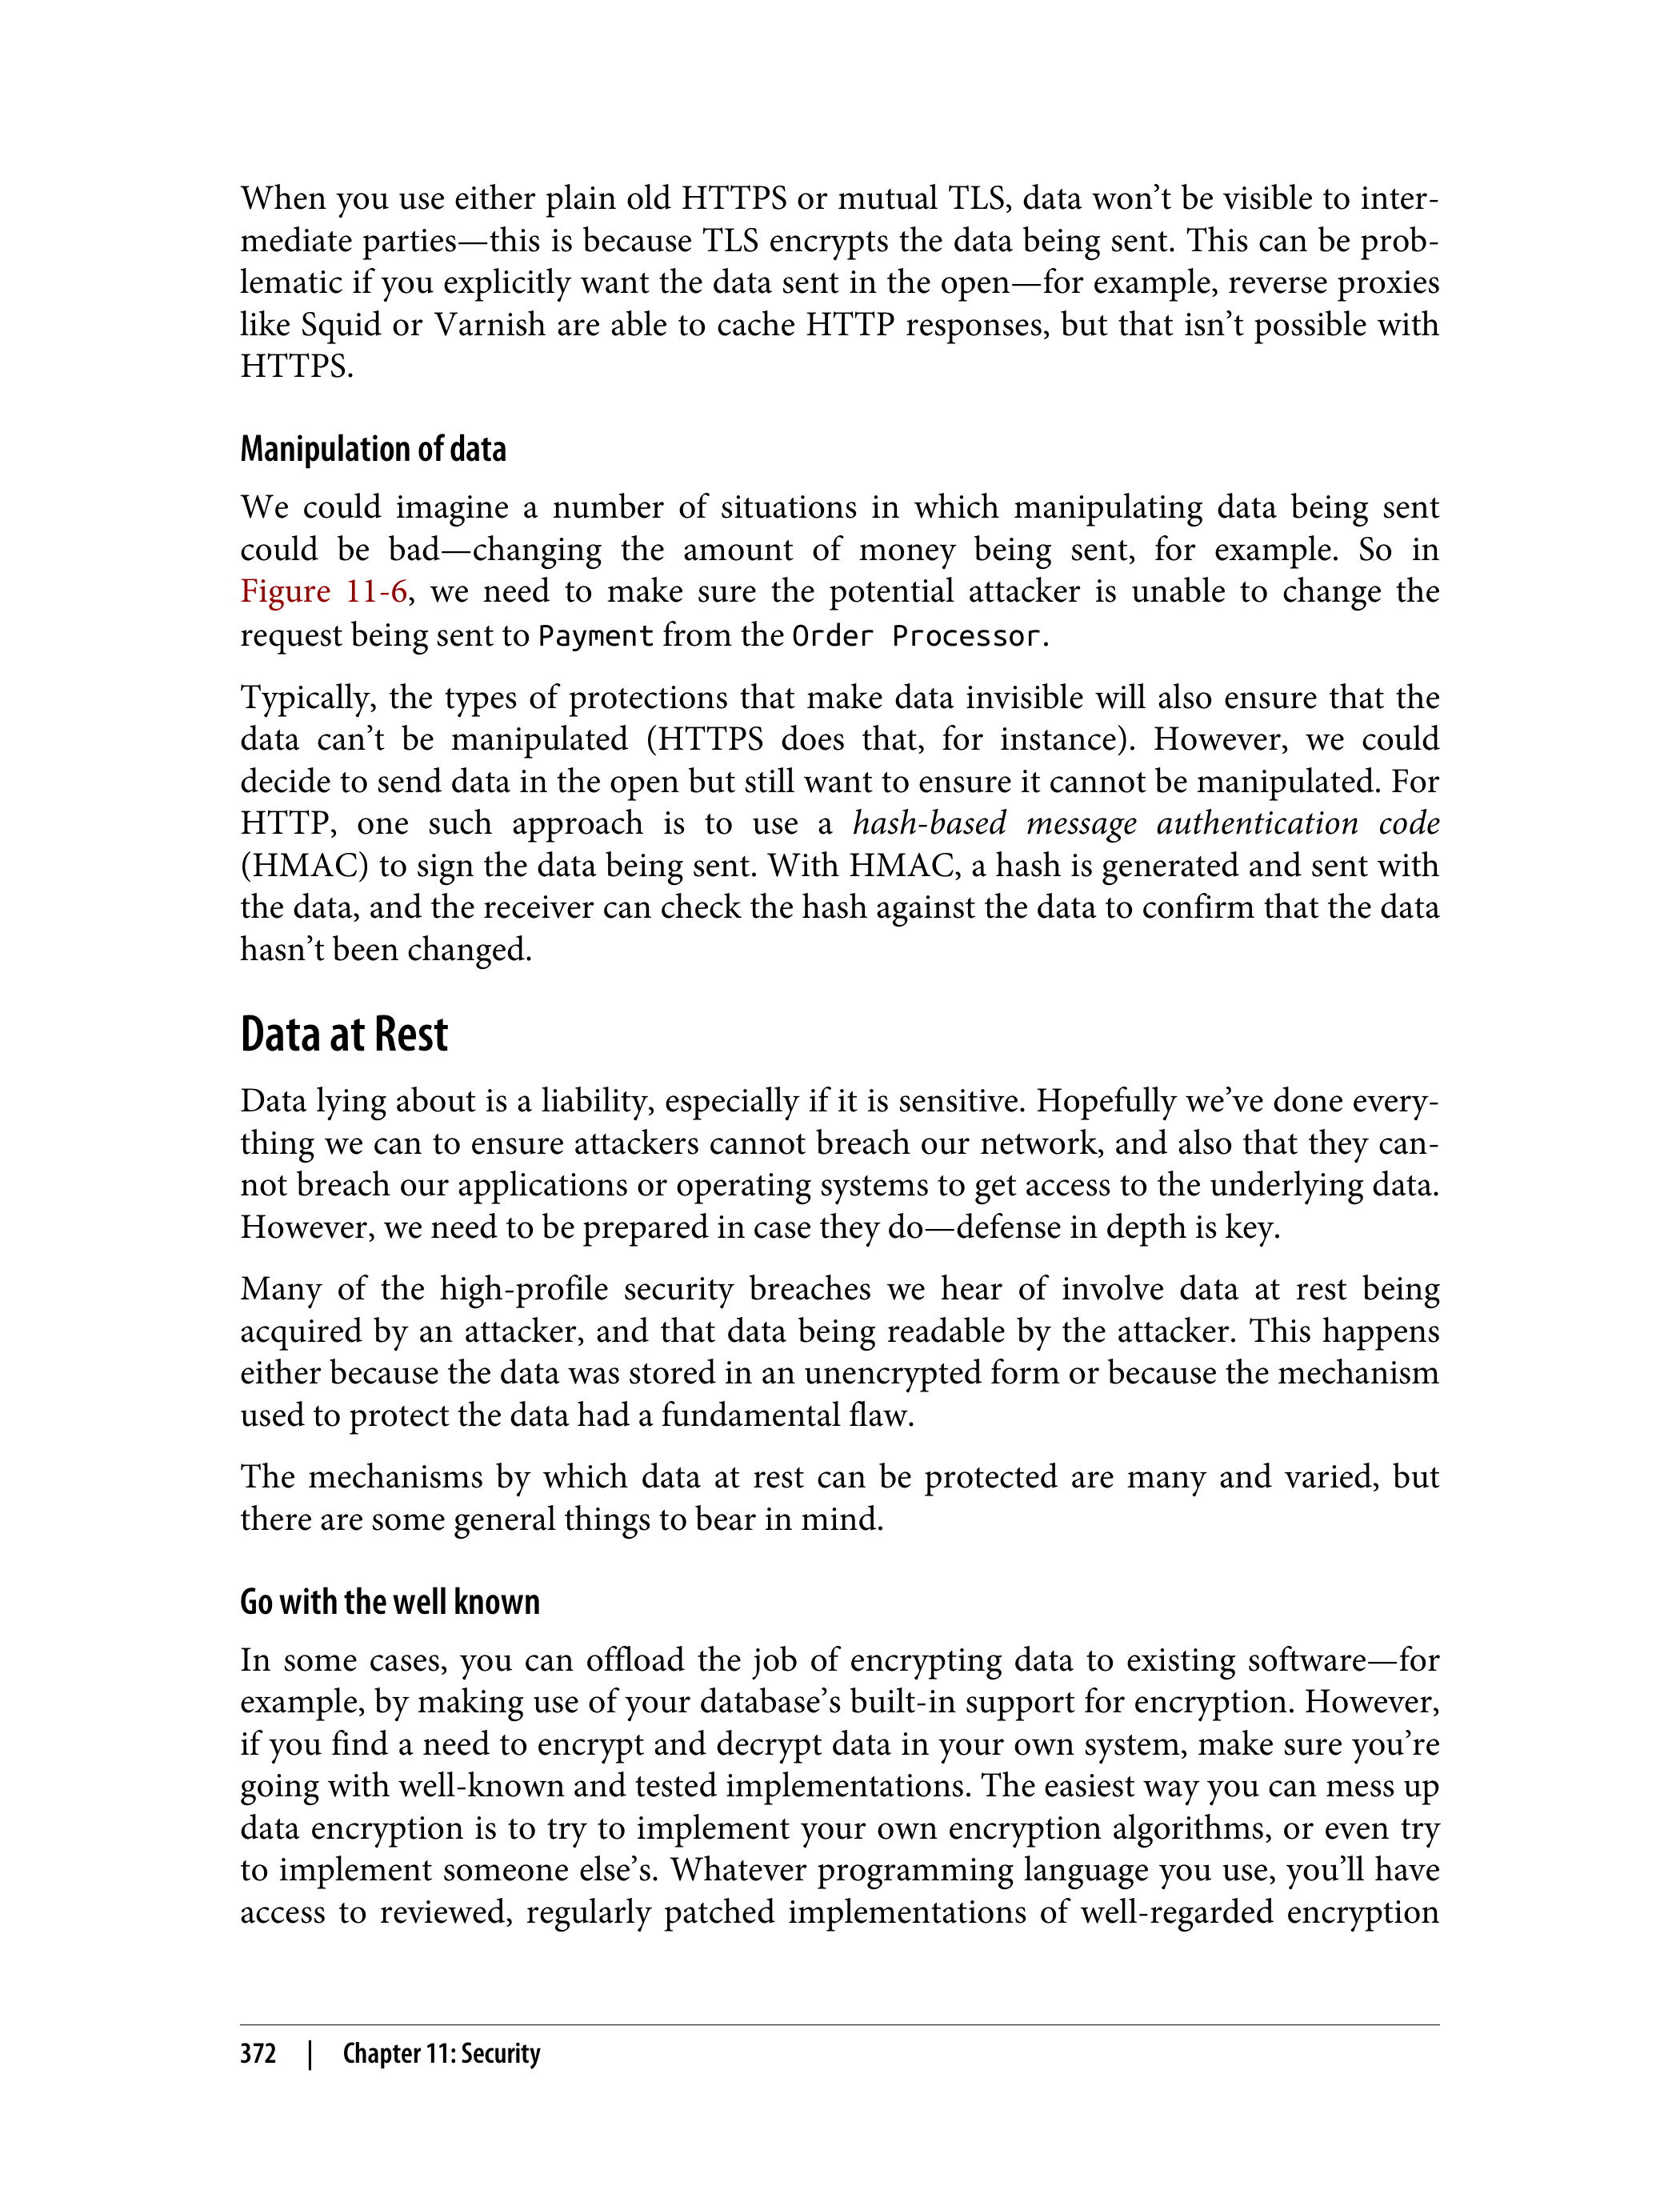 When you use either plain old HTTPS or mutual TLS, data won’t be visible to inter-
mediate parties—this is because TLS encrypts the data being sent. This can be prob-
lematic if you explicitly want the data sent in the open—for example, reverse proxies
like Squid or Varnish are able to cache HTTP responses, but that isn’t possible with
HTTPS.
Manipulation of data
We could imagine a number of situations in which manipulating data being sent
could be bad—changing the amount of money being sent, for example. So in
Figure 11-6, we need to make sure the potential attacker is unable to change the
request being sent to Payment from the Order Processor.
Typically, the types of protections that make data invisible will also ensure that the
data can’t be manipulated (HTTPS does that, for instance). However, we could
decide to send data in the open but still want to ensure it cannot be manipulated. For
HTTP, one such approach is to use a hash-based message authentication code
(HMAC) to sign the data being sent. With HMAC, a hash is generated and sent with
the data, and the receiver can check the hash against the data to confirm that the data
hasn’t been changed.
Data at Rest
Data lying about is a liability, especially if it is sensitive. Hopefully we’ve done every-
thing we can to ensure attackers cannot breach our network, and also that they can-
not breach our applications or operating systems to get access to the underlying data.
However, we need to be prepared in case they do—defense in depth is key.
Many of the high-profile security breaches we hear of involve data at rest being
acquired by an attacker, and that data being readable by the attacker. This happens
either because the data was stored in an unencrypted form or because the mechanism
used to protect the data had a fundamental flaw.
The mechanisms by which data at rest can be protected are many and varied, but
there are some general things to bear in mind.
Go with the well known
In some cases, you can offload the job of encrypting data to existing software—for
example, by making use of your database’s built-in support for encryption. However,
if you find a need to encrypt and decrypt data in your own system, make sure you’re
going with well-known and tested implementations. The easiest way you can mess up
data encryption is to try to implement your own encryption algorithms, or even try
to implement someone else’s. Whatever programming language you use, you’ll have
access to reviewed, regularly patched implementations of well-regarded encryption
372 | Chapter 11: Security